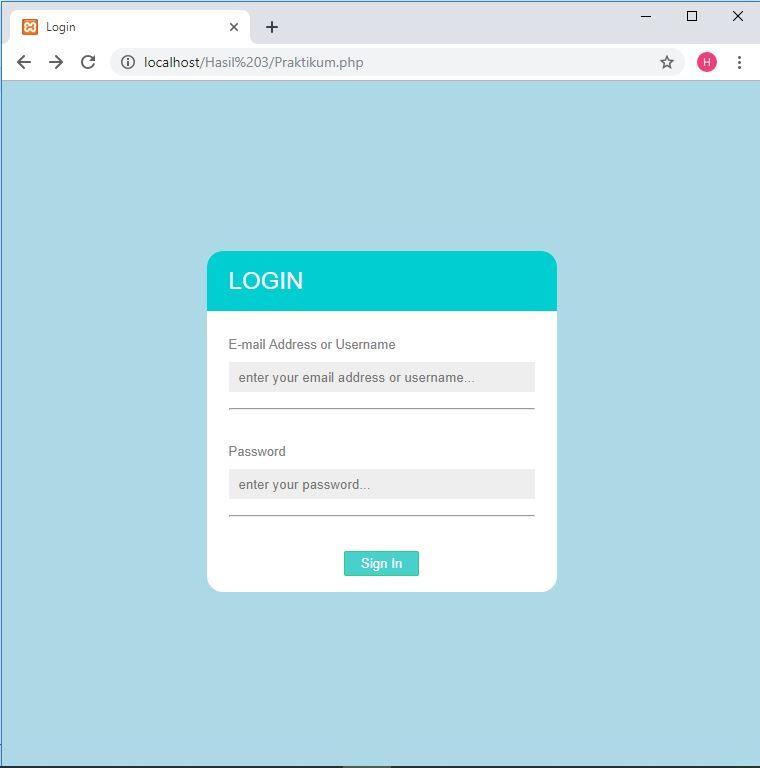 Login
localhost/Hasil%203/Praktikum.php
H
LOGIN
E-mail Address or Username
enter your email address or username...
Password
enter your password...
Sign In